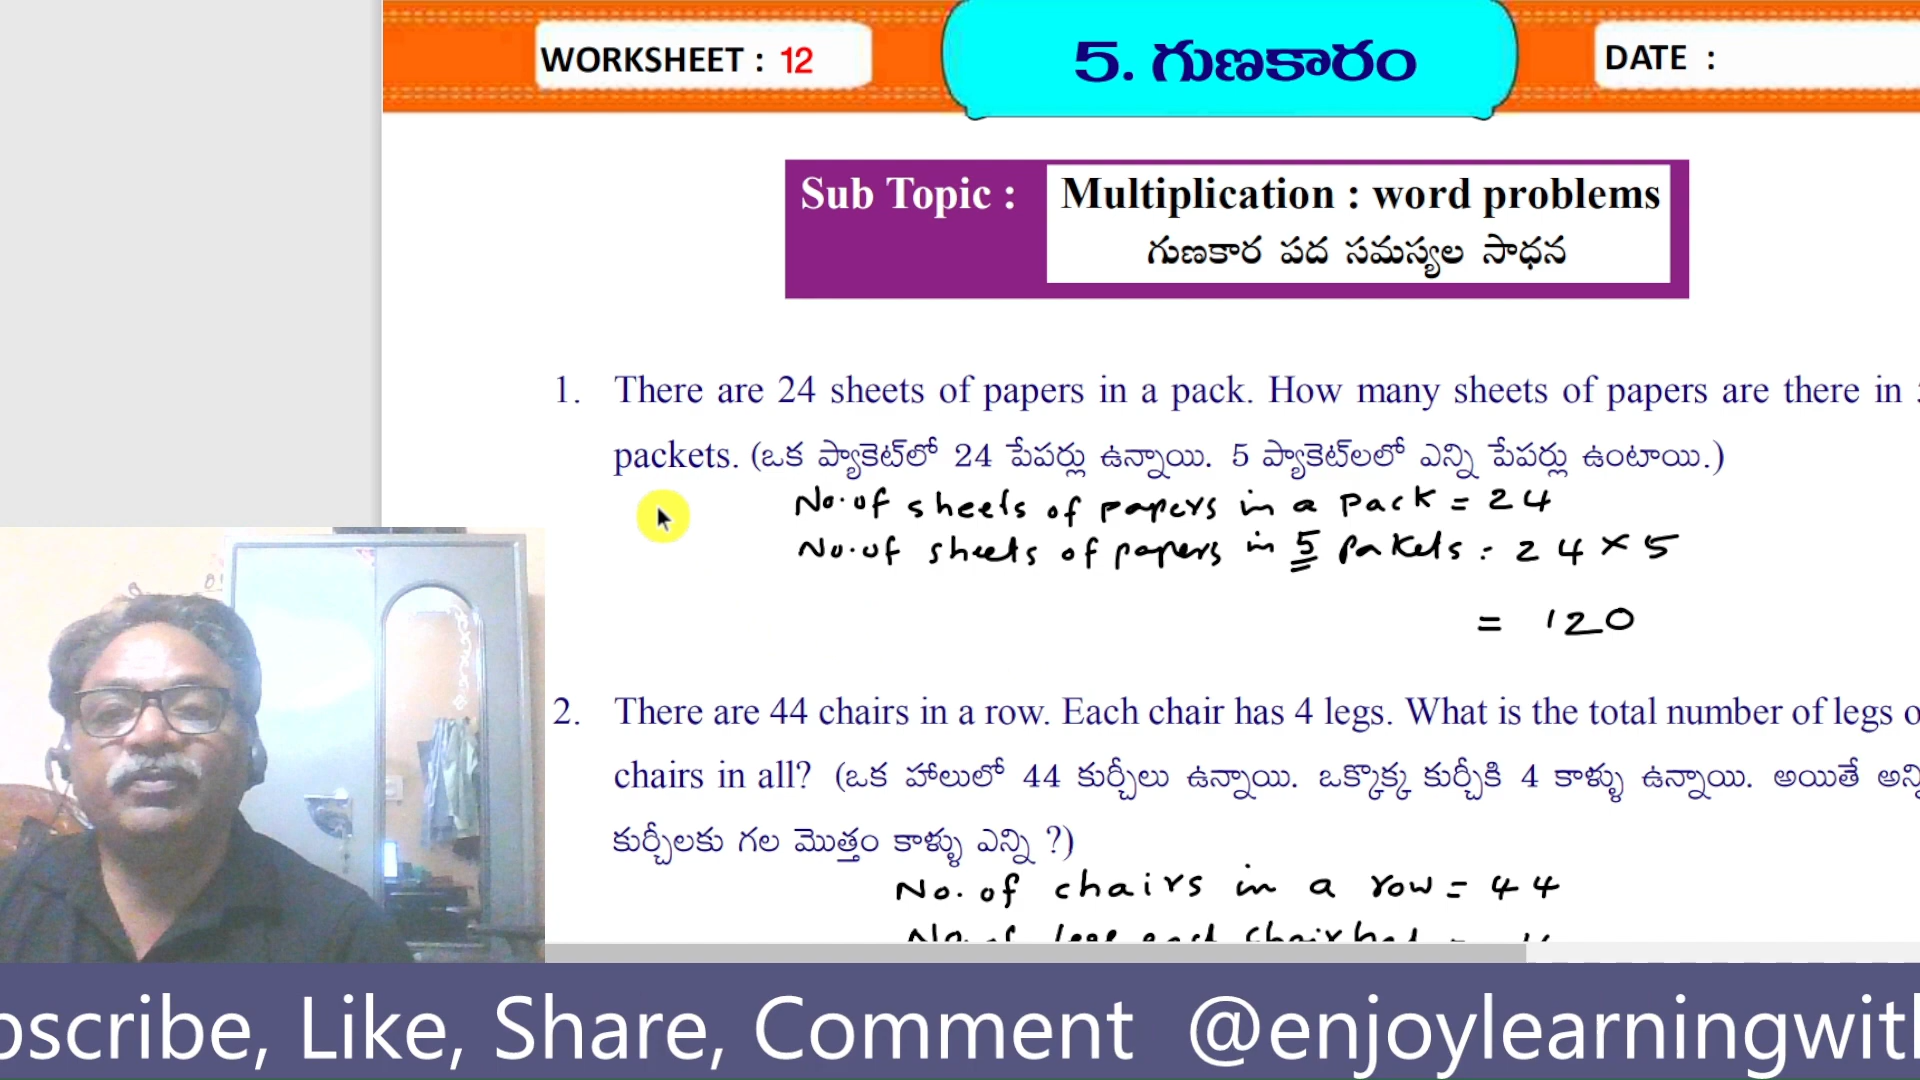 WORKSHEET : 12
5. గుణకారం
DATE :
Sub Topic :
Multiplication : word problems
గుణకార పద సమస్యల సాధన
1. There are 24 sheets of papers in a pack. How many sheets of papers are there in
packets. (ఒక ప్యాకెట్‌లో 24 పేపర్లు ఉన్నాయి. 5 ప్యాకెట్‌లలో ఎన్ని పేపర్లు ఉంటాయి.)
No. of sheets of papers in a pack = 24
No. of sheets of papers in 5 pakets = 24 × 5
= 120
2. There are 44 chairs in a row. Each chair has 4 legs. What is the total number of legs o
chairs in all? (ఒక హాలులో 44 కుర్చీలు ఉన్నాయి. ఒక్కొక్క కుర్చీకి 4 కాళ్ళు ఉన్నాయి. అయితే అన్ని
కుర్చీలకు గల మొత్తం కాళ్ళు ఎన్ని ?)
No. of chairs in a row = 44
bscribe, Like, Share, Comment @enjoylearningwith